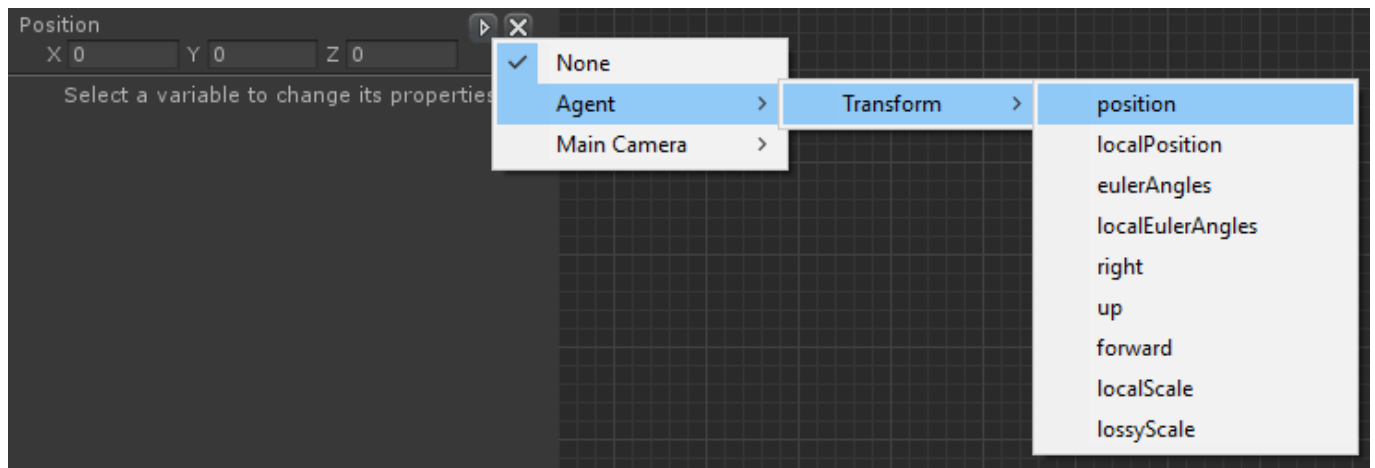 Position
X 0 Y 0 Z 0
Select a variable to change its properties
None
Agent
Main Camera
Transform
position
localPosition
eulerAngles
localEulerAngles
right
up
forward
localScale
lossyScale